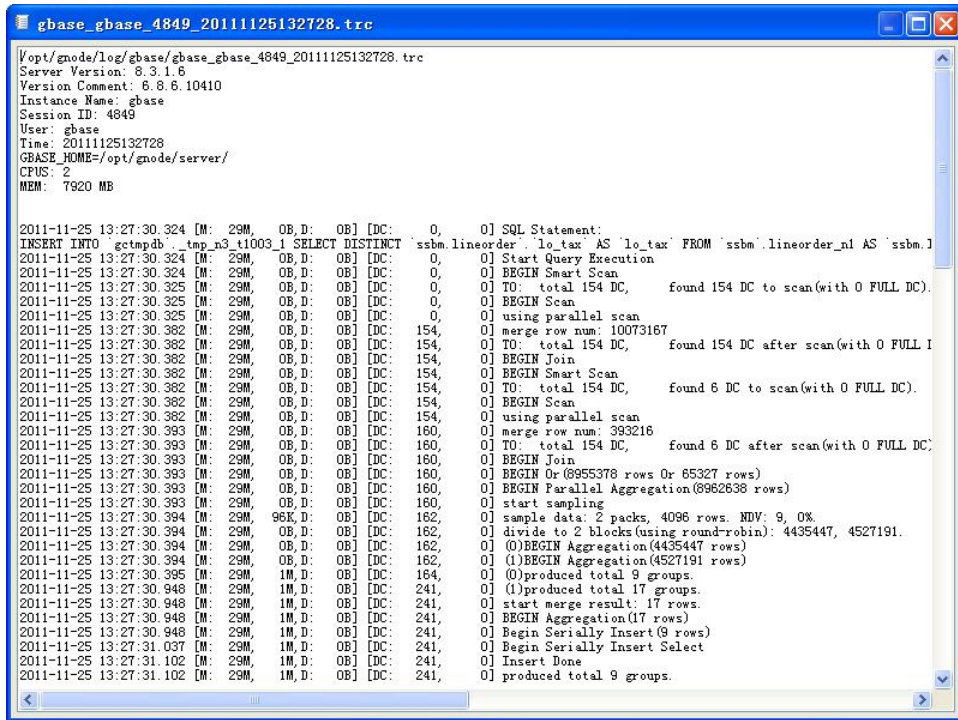 gbase_gbase_4849_20111125132728.trc
/opt/gnode/log/gbase/gbase_gbase_4849_20111125132728.trc
Server Version: 8.3.1.6
Version Comment: 6.8.6.10410
Instance Name: gbase
Session ID: 4849
User: gbase
Time: 20111125132728
GBASE_HOME=/opt/gnode/server/
CPUS: 2
MEM:  7920 MB
2011-11-25 13:27:30.324 [M:   29M,    0B,D:    0B] [DC:     0,      0] SQL Statement:
INSERT INTO `gctmpdb`._tmp_n3_t1003_1 SELECT DISTINCT `ssbm.lineorder`.`lo_tax` AS `lo_tax` FROM `ssbm`.lineorder_n1 AS `ssbm.l
2011-11-25 13:27:30.324 [M:   29M,    0B,D:    0B] [DC:     0,      0] Start Query Execution
2011-11-25 13:27:30.324 [M:   29M,    0B,D:    0B] [DC:     0,      0] BEGIN Smart Scan
2011-11-25 13:27:30.325 [M:   29M,    0B,D:    0B] [DC:     0,      0] TO:  total 154 DC,      found 154 DC to scan(with 0 FULL DC).
2011-11-25 13:27:30.325 [M:   29M,    0B,D:    0B] [DC:     0,      0] BEGIN Scan
2011-11-25 13:27:30.325 [M:   29M,    0B,D:    0B] [DC:     0,      0] using parallel scan
2011-11-25 13:27:30.382 [M:   29M,    0B,D:    0B] [DC:   154,      0] merge row num: 10073167
2011-11-25 13:27:30.382 [M:   29M,    0B,D:    0B] [DC:   154,      0] TO:  total 154 DC,      found 154 DC after scan(with 0 FULL D
2011-11-25 13:27:30.382 [M:   29M,    0B,D:    0B] [DC:   154,      0] BEGIN Join
2011-11-25 13:27:30.382 [M:   29M,    0B,D:    0B] [DC:   154,      0] BEGIN Smart Scan
2011-11-25 13:27:30.382 [M:   29M,    0B,D:    0B] [DC:   154,      0] TO:  total 154 DC,      found 6 DC to scan(with 0 FULL DC).
2011-11-25 13:27:30.382 [M:   29M,    0B,D:    0B] [DC:   154,      0] BEGIN Scan
2011-11-25 13:27:30.382 [M:   29M,    0B,D:    0B] [DC:   154,      0] using parallel scan
2011-11-25 13:27:30.393 [M:   29M,    0B,D:    0B] [DC:   160,      0] merge row num: 393216
2011-11-25 13:27:30.393 [M:   29M,    0B,D:    0B] [DC:   160,      0] TO:  total 154 DC,      found 6 DC after scan(with 0 FULL DC)
2011-11-25 13:27:30.393 [M:   29M,    0B,D:    0B] [DC:   160,      0] BEGIN Join
2011-11-25 13:27:30.393 [M:   29M,    0B,D:    0B] [DC:   160,      0] BEGIN Or(8955378 rows Or 65327 rows)
2011-11-25 13:27:30.393 [M:   29M,    0B,D:    0B] [DC:   160,      0] BEGIN Parallel Aggregation(8962638 rows)
2011-11-25 13:27:30.393 [M:   29M,    0B,D:    0B] [DC:   160,      0] start sampling
2011-11-25 13:27:30.394 [M:   29M,   96K,D:    0B] [DC:   162,      0] sample data: 2 packs, 4096 rows. NDV: 9, 0%.
2011-11-25 13:27:30.394 [M:   29M,    0B,D:    0B] [DC:   162,      0] divide to 2 blocks(using round-robin): 4435447, 4527191.
2011-11-25 13:27:30.394 [M:   29M,    0B,D:    0B] [DC:   162,      0] (0)BEGIN Aggregation(4435447 rows)
2011-11-25 13:27:30.394 [M:   29M,    0B,D:    0B] [DC:   162,      0] (1)BEGIN Aggregation(4527191 rows)
2011-11-25 13:27:30.395 [M:   29M,    1M,D:    0B] [DC:   164,      0] (0)produced total 9 groups.
2011-11-25 13:27:30.948 [M:   29M,    1M,D:    0B] [DC:   241,      0] (1)produced total 17 groups.
2011-11-25 13:27:30.948 [M:   29M,    1M,D:    0B] [DC:   241,      0] start merge result: 17 rows.
2011-11-25 13:27:30.948 [M:   29M,    1M,D:    0B] [DC:   241,      0] BEGIN Aggregation(17 rows)
2011-11-25 13:27:30.948 [M:   29M,    1M,D:    0B] [DC:   241,      0] Begin Serially Insert(9 rows)
2011-11-25 13:27:31.037 [M:   29M,    1M,D:    0B] [DC:   241,      0] Begin Serially Insert Select
2011-11-25 13:27:31.102 [M:   29M,    1M,D:    0B] [DC:   241,      0] Insert Done
2011-11-25 13:27:31.102 [M:   29M,    1M,D:    0B] [DC:   241,      0] produced total 9 groups.